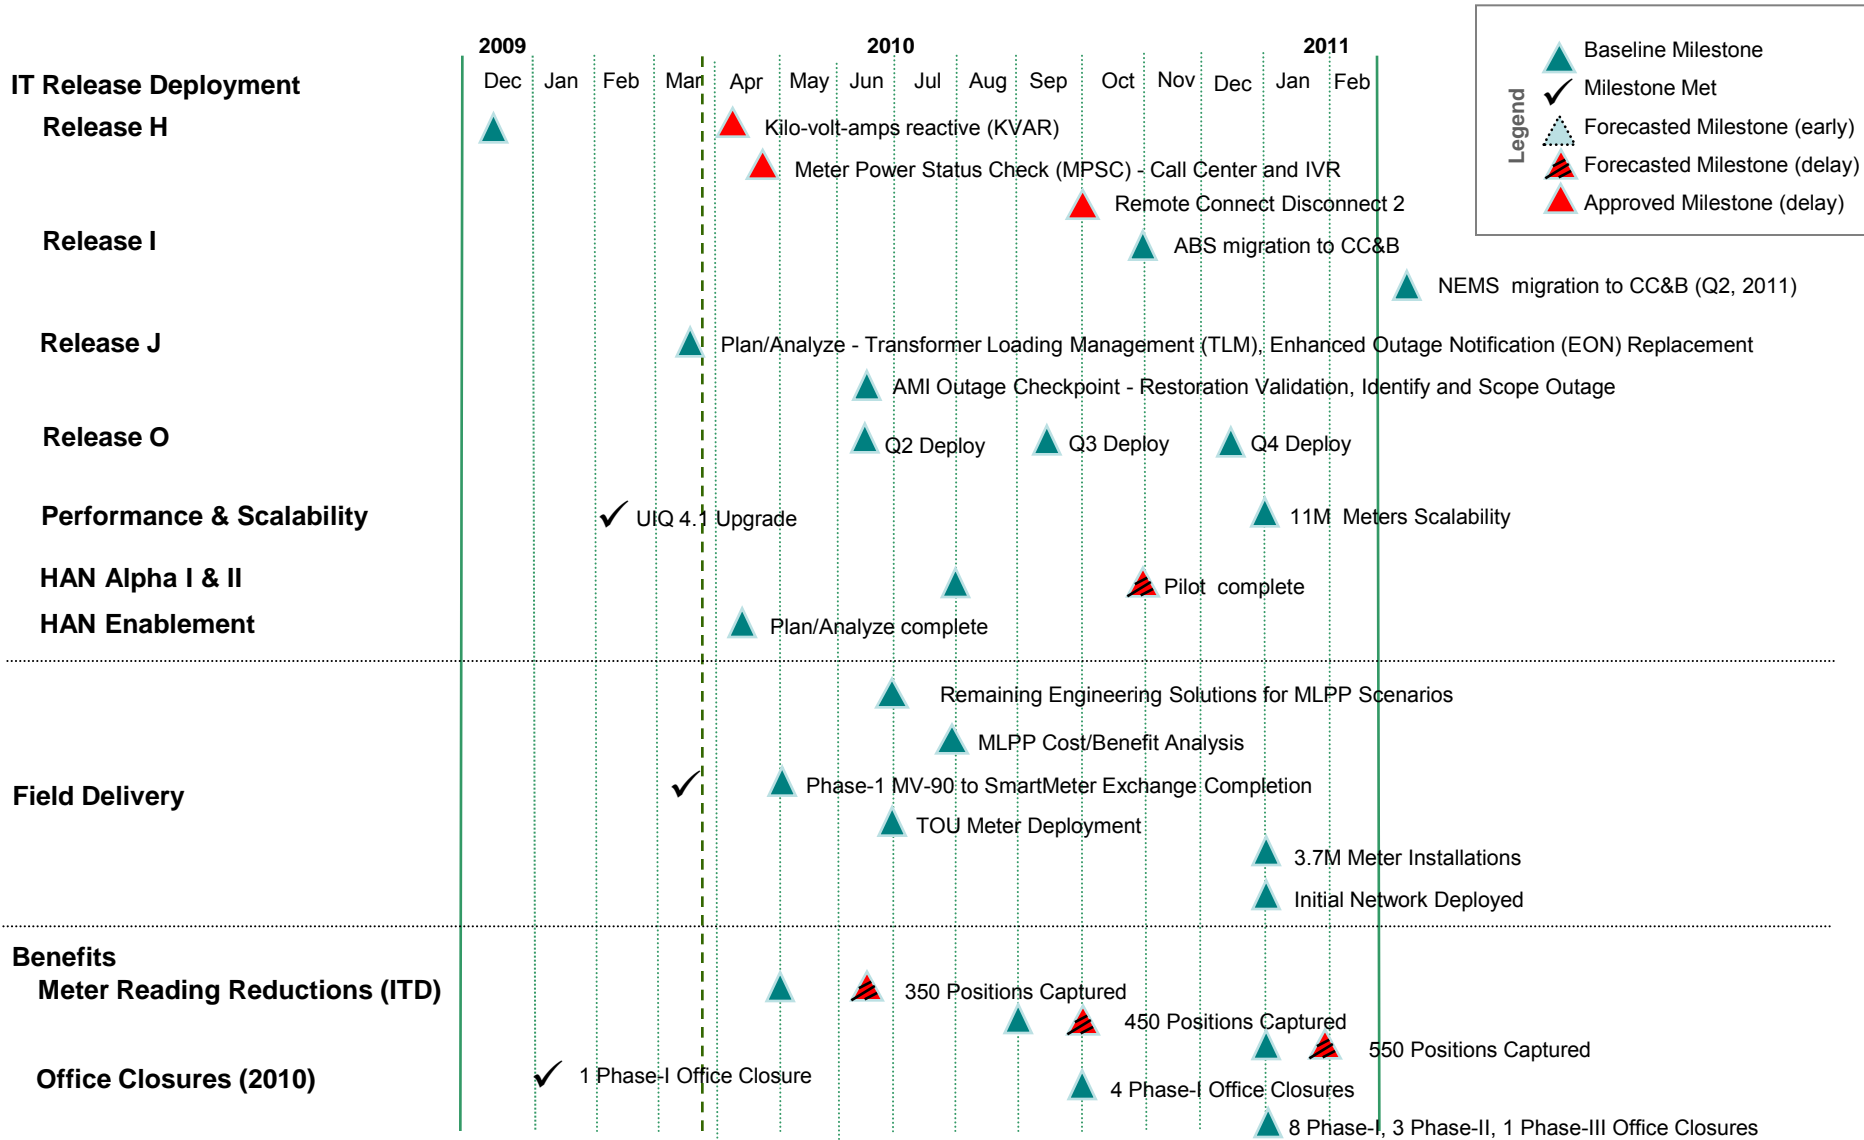 2009 2010 2011
Dec Jan Feb Mar Apr May Jun Jul Aug Sep Oct Nov Dec Jan Feb
Legend
Baseline Milestone
Milestone Met
Forecasted Milestone (early)
Forecasted Milestone (delay)
Approved Milestone (delay)
IT Release Deployment
Release H
Kilo-volt-amps reactive (KVAR)
Meter Power Status Check (MPSC) - Call Center and IVR
Remote Connect Disconnect 2
Release I
ABS migration to CC&B
NEMS migration to CC&B (Q2, 2011)
Release J
Plan/Analyze - Transformer Loading Management (TLM), Enhanced Outage Notification (EON) Replacement
AMI Outage Checkpoint - Restoration Validation, Identify and Scope Outage
Release O
Q2 Deploy Q3 Deploy Q4 Deploy
Performance & Scalability
UIQ 4.1 Upgrade
11M Meters Scalability
HAN Alpha I & II
Pilot complete
HAN Enablement
Plan/Analyze complete
Remaining Engineering Solutions for MLPP Scenarios
MLPP Cost/Benefit Analysis
Field Delivery
Phase-1 MV-90 to SmartMeter Exchange Completion
TOU Meter Deployment
3.7M Meter Installations
Initial Network Deployed
Benefits
Meter Reading Reductions (ITD)
350 Positions Captured
450 Positions Captured
550 Positions Captured
Office Closures (2010)
1 Phase-I Office Closure
4 Phase-I Office Closures
8 Phase-I, 3 Phase-II, 1 Phase-III Office Closures